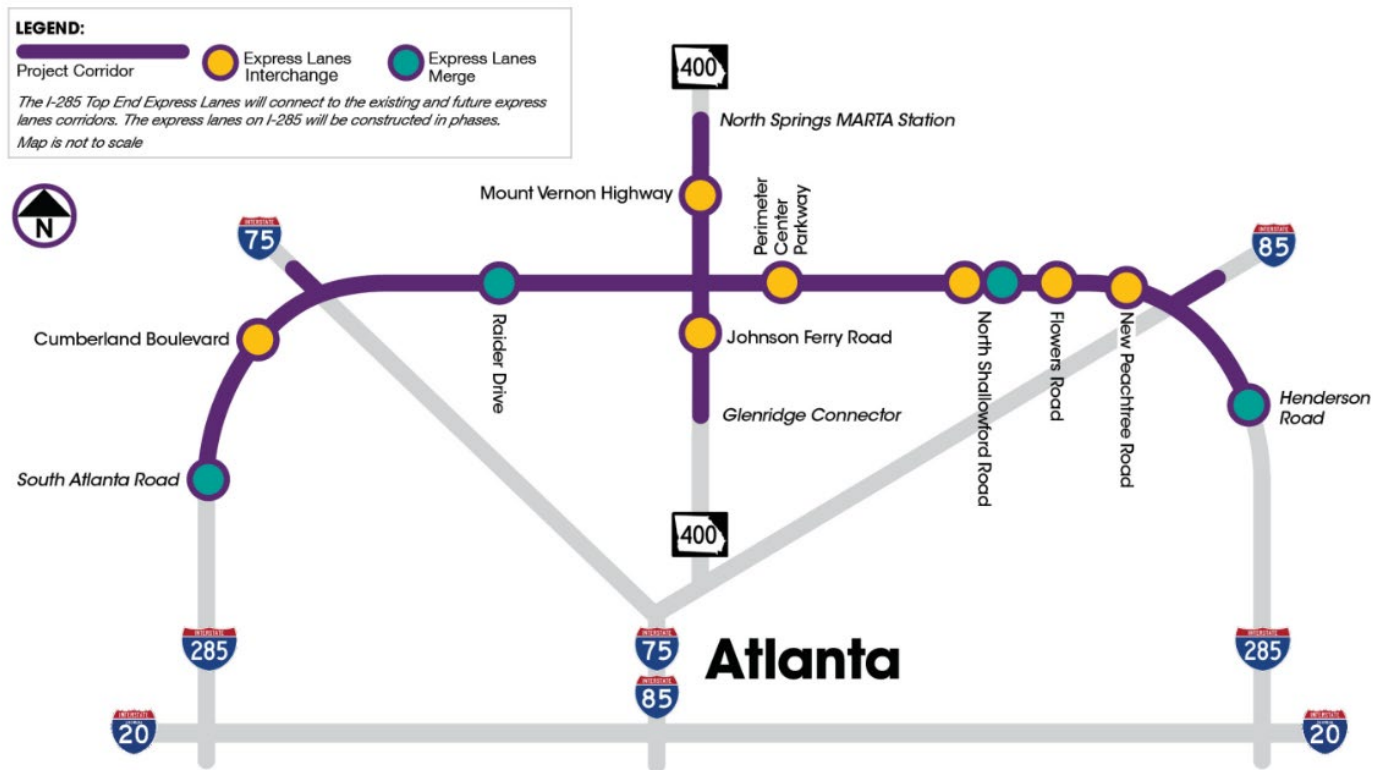 LEGEND:
Project Corridor
Express Lanes
Interchange
Express Lanes
Merge
The I-285 Top End Express Lanes will connect to the existing and future express
lanes corridors. The express lanes on I-285 will be constructed in phases.
Map is not to scale
N
400
North Springs MARTA Station
Mount Vernon Highway
Perimeter
Center
Parkway
INTERSTATE
75
INTERSTATE
85
Cumberland Boulevard
Raider Drive
Johnson Ferry Road
North Shallowford Road
Flowers Road
New Peachtree Road
Glenridge Connector
Henderson
Road
South Atlanta Road
400
INTERSTATE
285
INTERSTATE
75
Atlanta
INTERSTATE
285
INTERSTATE
85
INTERSTATE
20
INTERSTATE
20